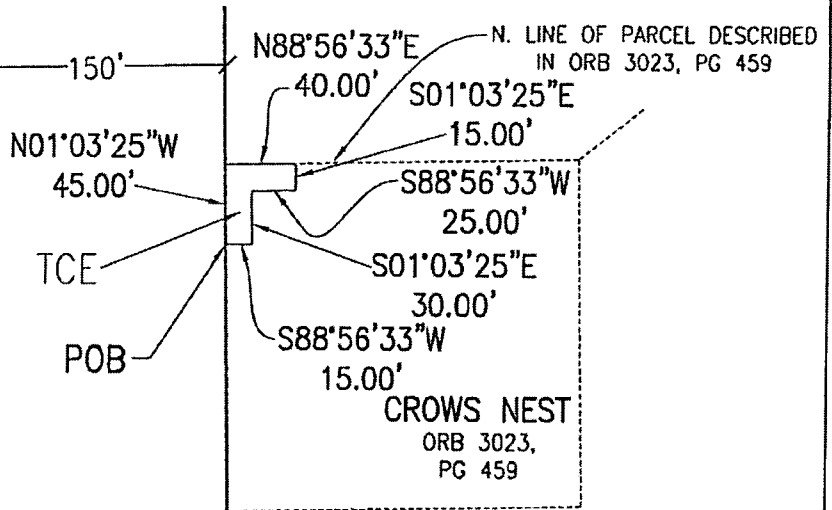 N. LINE OF PARCEL DESCRIBED
IN ORB 3023, PG 459
150'
N88°56'33"E
40.00'
S01°03'25"E
15.00'
N01°03'25"W
45.00'
S88°56'33"W
25.00'
TCE
S01°03'25"E
30.00'
POB
S88°56'33"W
15.00'
CROWS NEST
ORB 3023,
PG 459